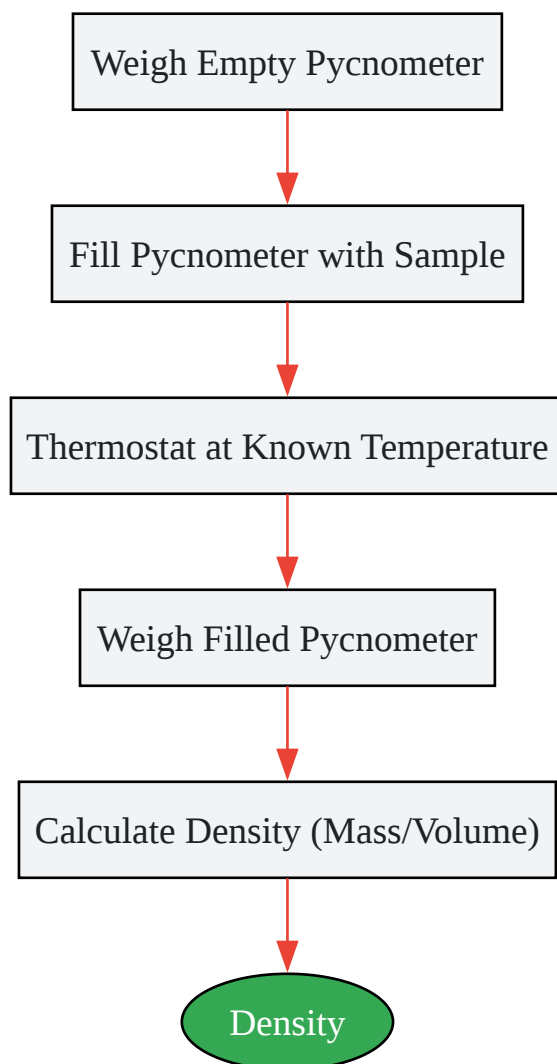 Weigh Empty Pycnometer
Fill Pycnometer with Sample
Thermostat at Known Temperature
Weigh Filled Pycnometer
Calculate Density (Mass/Volume)
Density